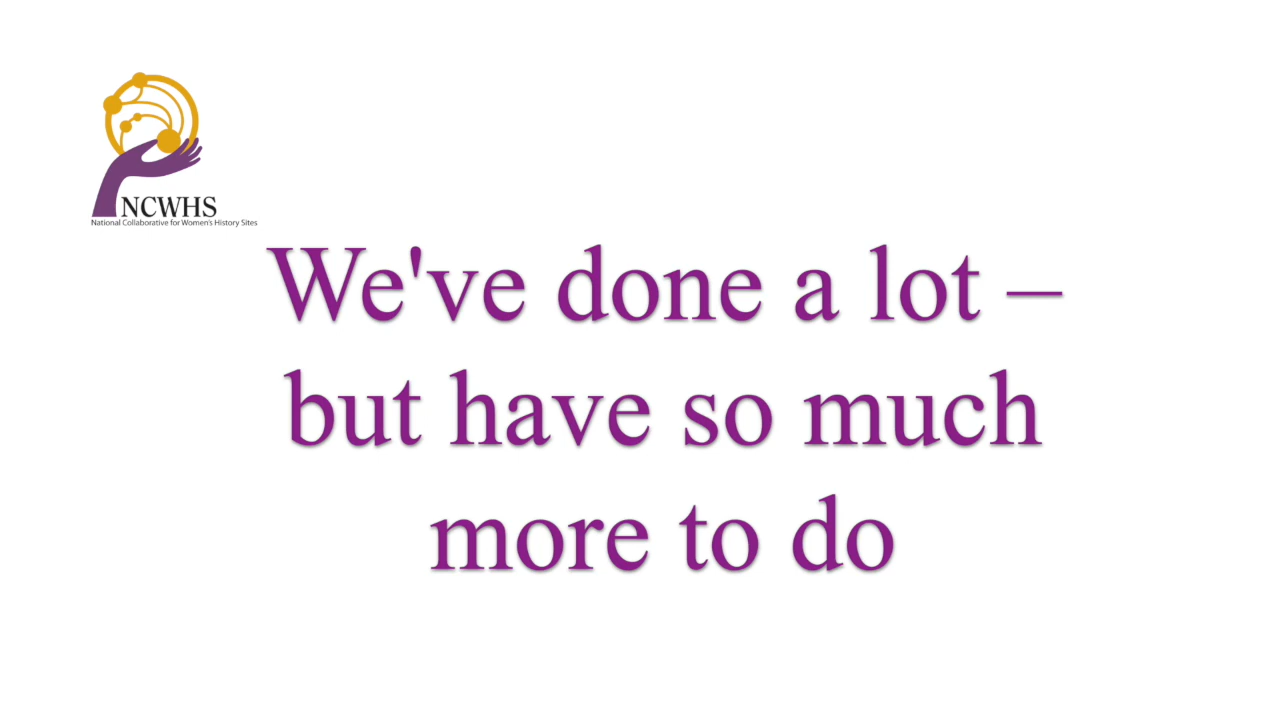 NCWHS
National Collaborative for Women's History Sites
We've done a lot –
but have so much
more to do